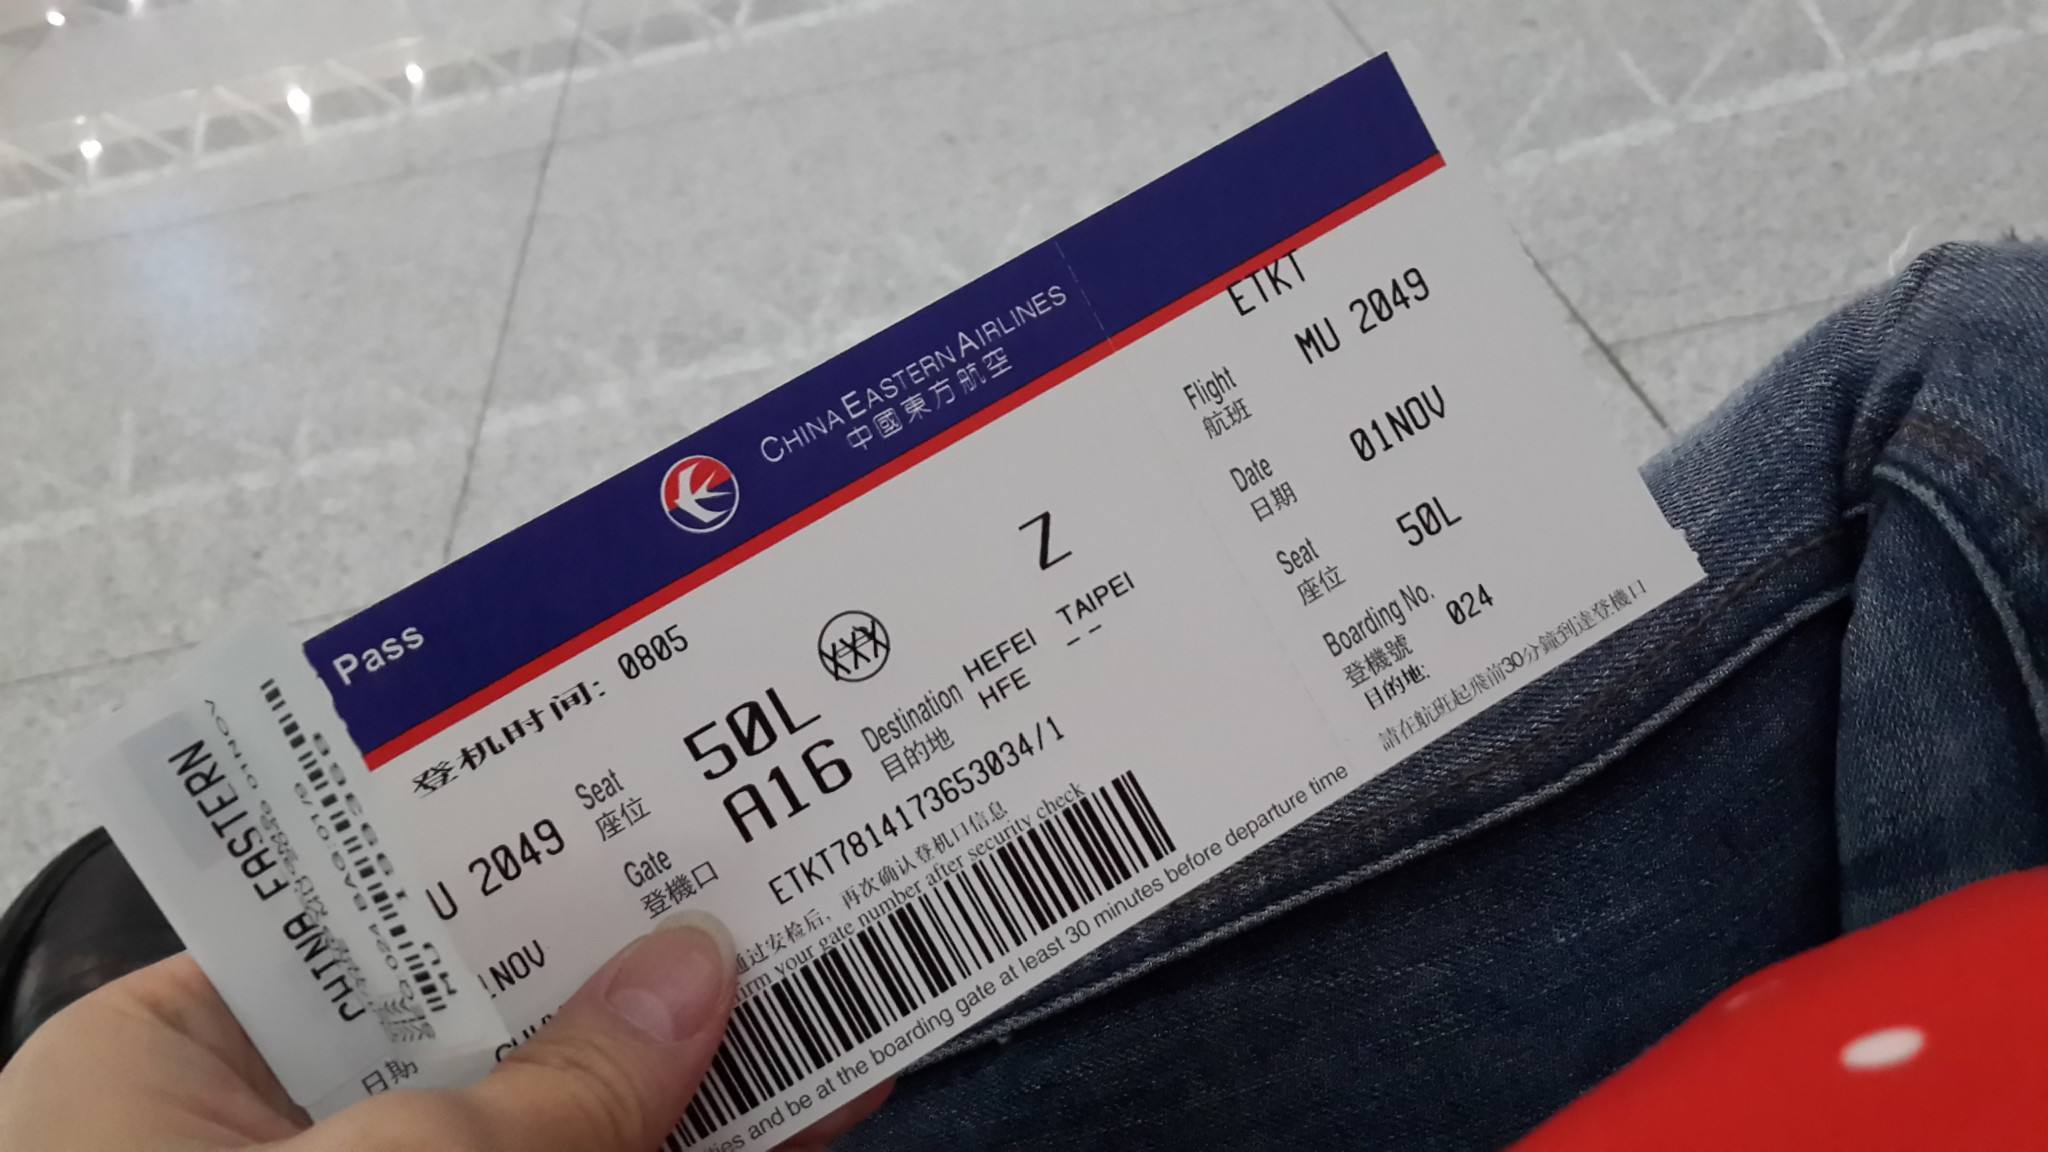 Pass
CHINA EASTERN AIRLINES
中國東方航空
登机时间: 0805
Z
U 2049
Seat
座位
50L
XXX
1NOV
Gate
登機口
A16
Destination
目的地
HEFEI
TAIPEI
HFE
--
ETKT7814173653034/1
通过安检后，再次确认登机口信息
irm your gate number after security check
ties and be at the boarding gate at least 30 minutes before departure time
ETKT
Flight
航班
MU 2049
Date
日期
01NOV
Seat
座位
50L
Boarding No.
登機號
024
目的地:
請在航班起飛前30分鐘到達登機口
CHINA EASTERN
日期